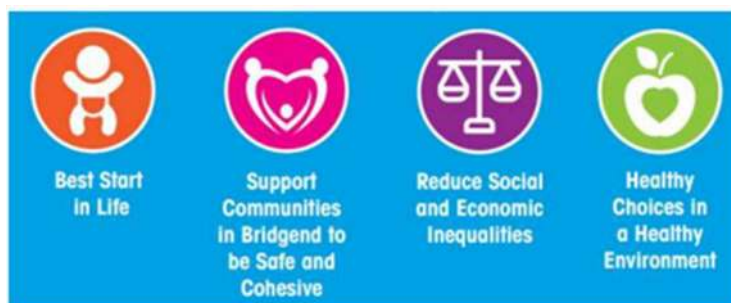 Best Start
in Life
Support
Communities
in Bridgend to
be Safe and
Cohesive
Reduce Social
and Economic
Inequalities
Healthy
Choices in
a Healthy
Environment